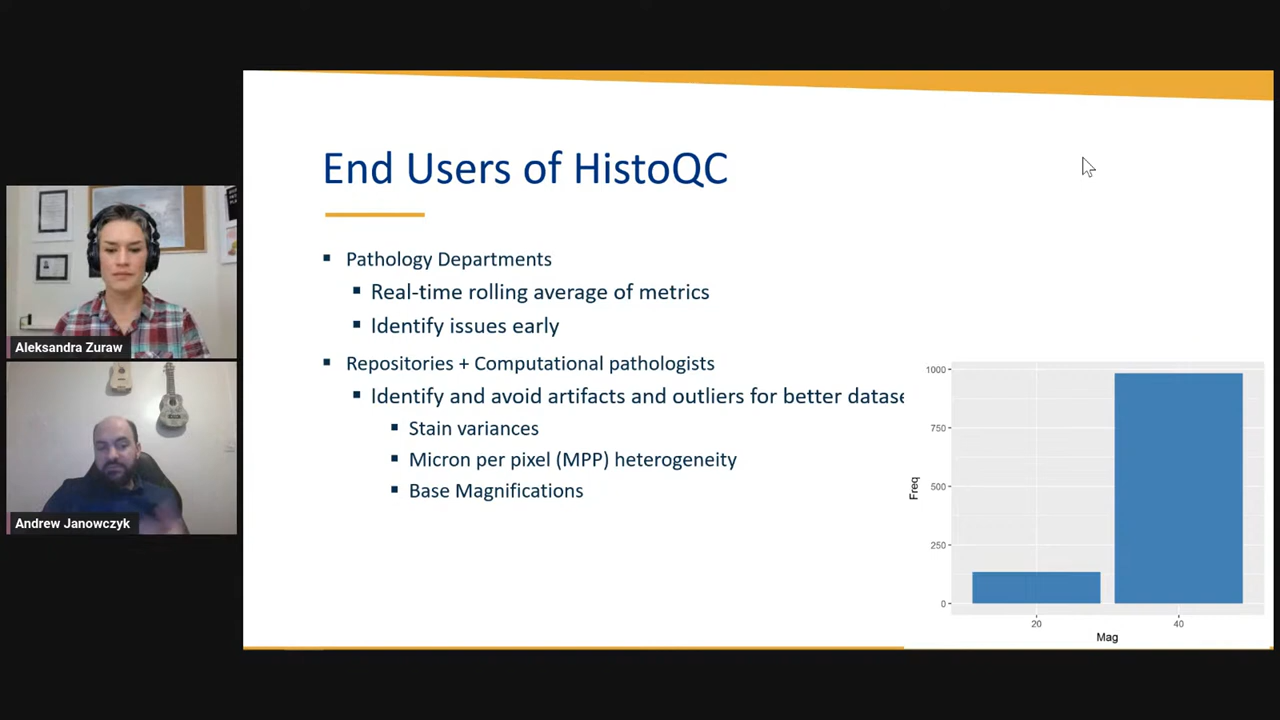 End Users of HistoQC
Pathology Departments
Real-time rolling average of metrics
Identify issues early
Repositories + Computational pathologists
Identify and avoid artifacts and outliers for better datase
Stain variances
Micron per pixel (MPP) heterogeneity
Base Magnifications
Aleksandra Zuraw
Andrew Janowczyk
1000
750
500
250
0
Freq
20
40
Mag